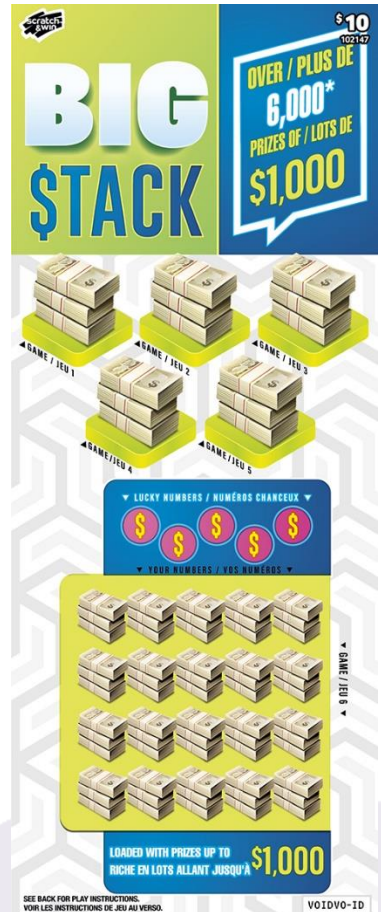 Scratch & win
$10
102147
BIG
$TACK
OVER / PLUS DE
6,000*
PRIZES OF / LOTS DE
$1,000
◄ GAME / JEU 1
◄ GAME / JEU 2
◄ GAME / JEU 3
◄ GAME / JEU 4
◄ GAME / JEU 5
▼ LUCKY NUMBERS / NUMÉROS CHANCEUX ▼
$ $ $ $ $
▼ YOUR NUMBERS / VOS NUMÉROS ▼
▼ GAME / JEU 6 ▼
LOADED WITH PRIZES UP TO
RICHE EN LOTS ALLANT JUSQU'À
$1,000
SEE BACK FOR PLAY INSTRUCTIONS.
VOIR LES INSTRUCTIONS DE JEU AU VERSO.
VOIDVO-ID